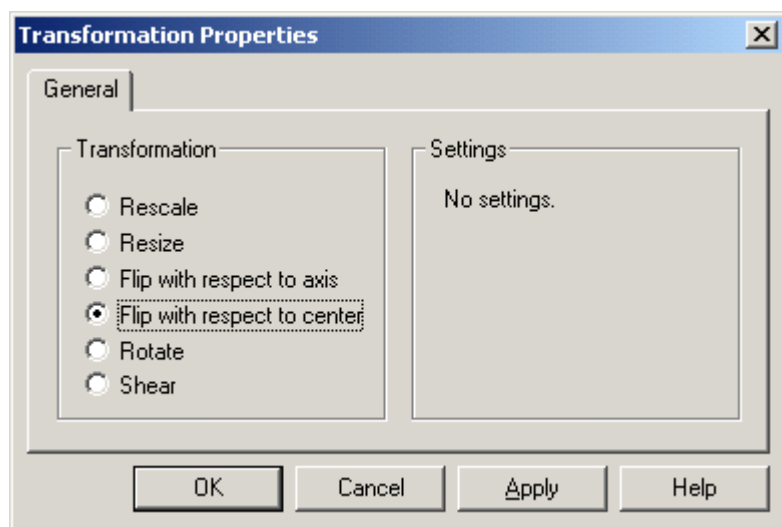 Transformation Properties
General
Transformation
Rescale
Resize
Flip with respect to axis
Flip with respect to center
Rotate
Shear
Settings
No settings.
OK
Cancel
Apply
Help